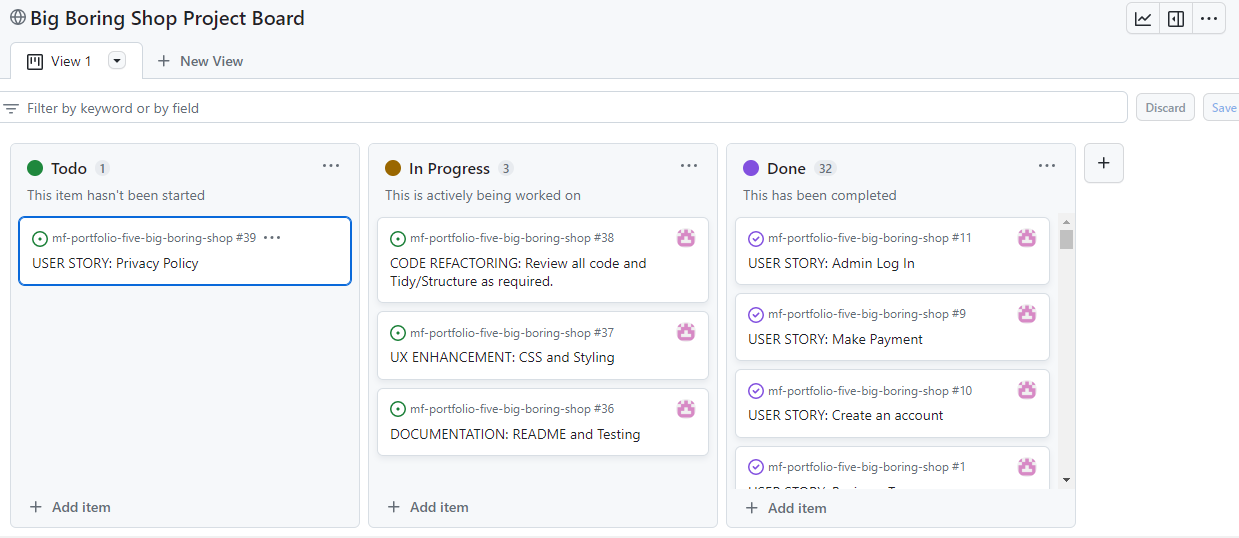 Big Boring Shop Project Board
View 1
New View
Filter by keyword or by field
Discard
Save
Todo 1
This item hasn't been started
mf-portfolio-five-big-boring-shop #39
USER STORY: Privacy Policy
Add item
In Progress 3
This is actively being worked on
mf-portfolio-five-big-boring-shop #38
CODE REFACTORING: Review all code and
Tidy/Structure as required.
mf-portfolio-five-big-boring-shop #37
UX ENHANCEMENT: CSS and Styling
mf-portfolio-five-big-boring-shop #36
DOCUMENTATION: README and Testing
Add item
Done 32
This has been completed
mf-portfolio-five-big-boring-shop #11
USER STORY: Admin Log In
mf-portfolio-five-big-boring-shop #9
USER STORY: Make Payment
mf-portfolio-five-big-boring-shop #10
USER STORY: Create an account
mf-portfolio-five-big-boring-shop #1
USER STORY:
Add item